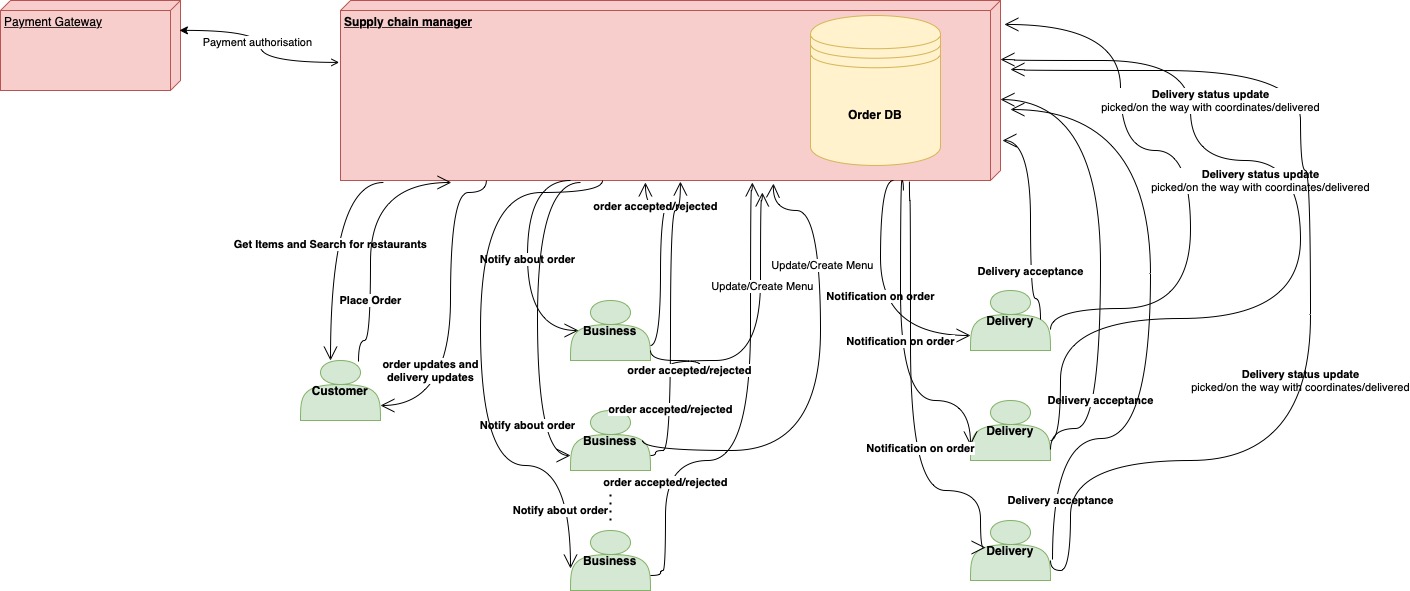 Payment Gateway
Supply chain manager
Payment authorisation
Order DB
Delivery status update
picked/on the way with coordinates/delivered
Delivery status update
picked/on the way with coordinates/delivered
order accepted/rejected
Get Items and Search for restaurants
Notify about order
Update/Create Menu
Delivery acceptance
Update/Create Menu
Notification on order
Place Order
Delivery
Business
Notification on order
order updates and
delivery updates
order accepted/rejected
Delivery status update
picked/on the way with coordinates/delivered
Customer
Delivery acceptance
order accepted/rejected
Notify about order
Delivery
Business
Notification on order
order accepted/rejected
Delivery acceptance
Notify about order
Delivery
Business